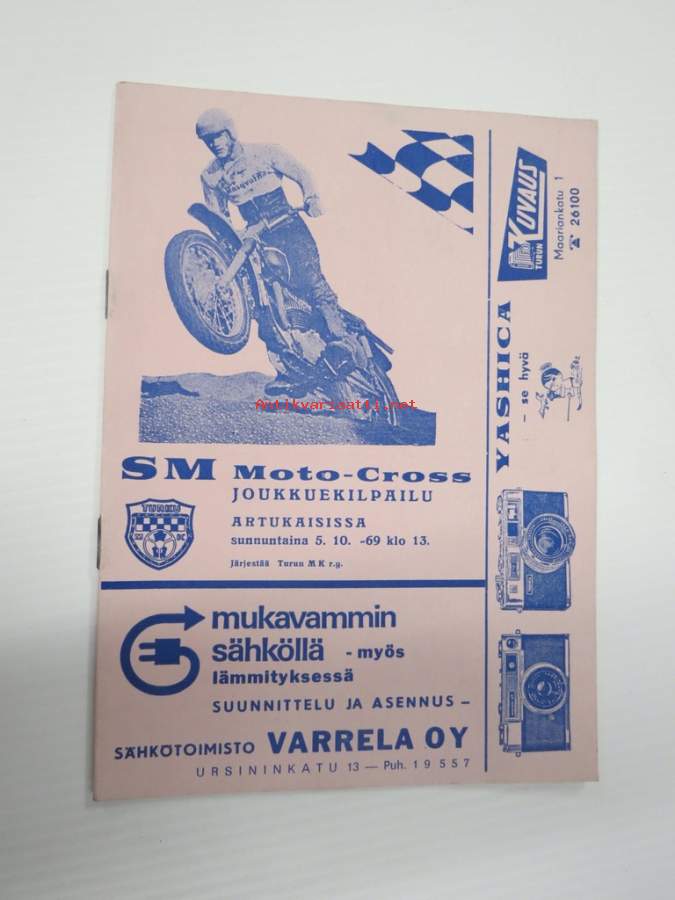 Husqvarna
SM Moto-Cross
JOUKKUEKILPAILU
ARTUKAISISSA
sunnuntaina 5. 10. -69 klo 13.
Järjestää Turun MK r.y.
TURKU
M K
mukavammin
sähköllä - myös
lämmityksessä
SUUNNITTELU JA ASENNUS –
SÄHKÖTOIMISTO VARRELA OY
URSININKATU 13 — Puh. 19 557
TURUN
KUVAUS
Maariankatu 1
☎ 26100
YASHICA
– se hyvä
Antikvariaatti.net